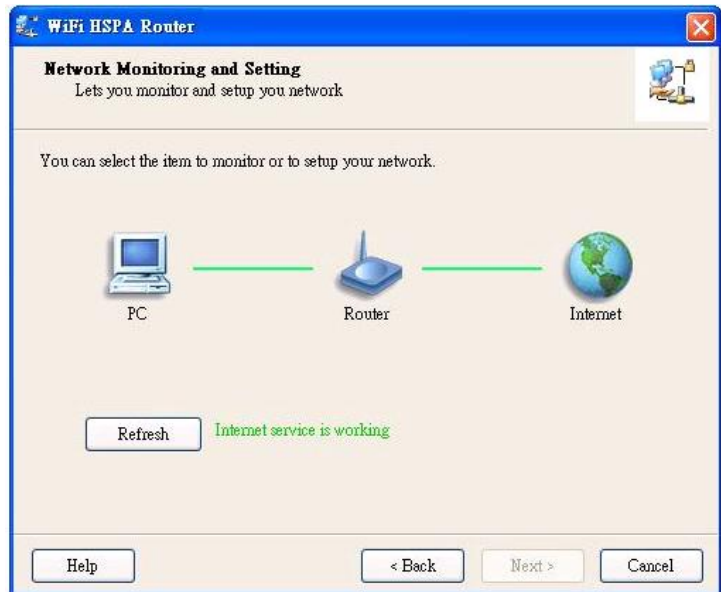 WiFi HSPA Router
Network Monitoring and Setting
Lets you monitor and setup you network
You can select the item to monitor or to setup your network.
PC
Router
Internet
Refresh
Internet service is working
Help
< Back
Next >
Cancel